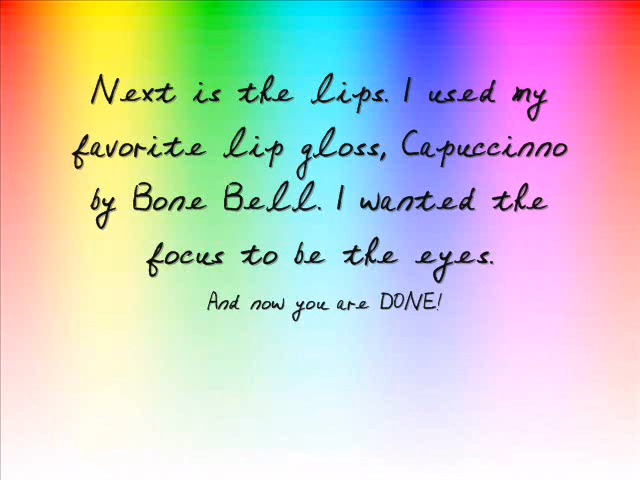 Next is the lips. I used my
favorite lip gloss, Capuccinno
by Bone Bell. I wanted the
focus to be the eyes.
And now you are DONE!